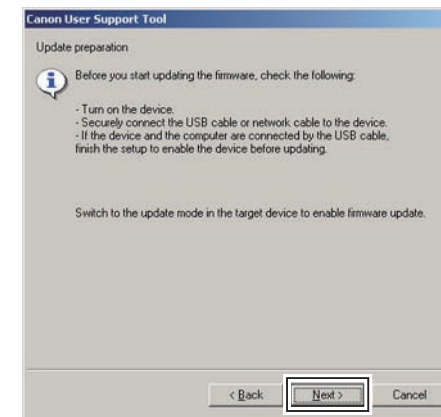 Canon User Support Tool
Update preparation
Before you start updating the firmware, check the following:
- Turn on the device.
- Securely connect the USB cable or network cable to the device.
- If the device and the computer are connected by the USB cable,
finish the setup to enable the device before updating.
Switch to the update mode in the target device to enable firmware update.
< Back Next > Cancel